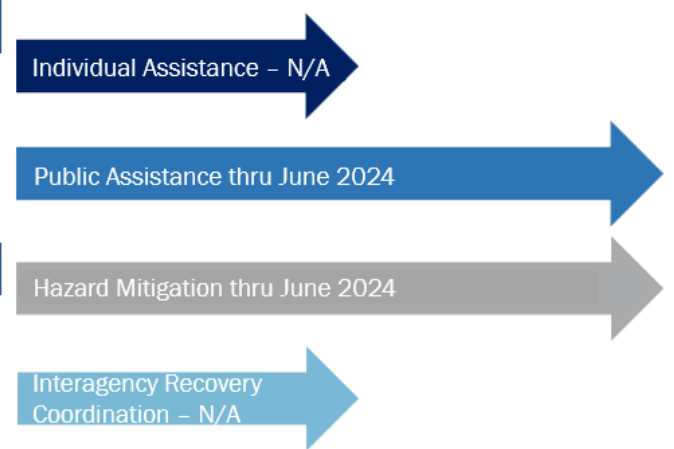 Individual Assistance – N/A
Public Assistance thru June 2024
Hazard Mitigation thru June 2024
Interagency Recovery
Coordination – N/A